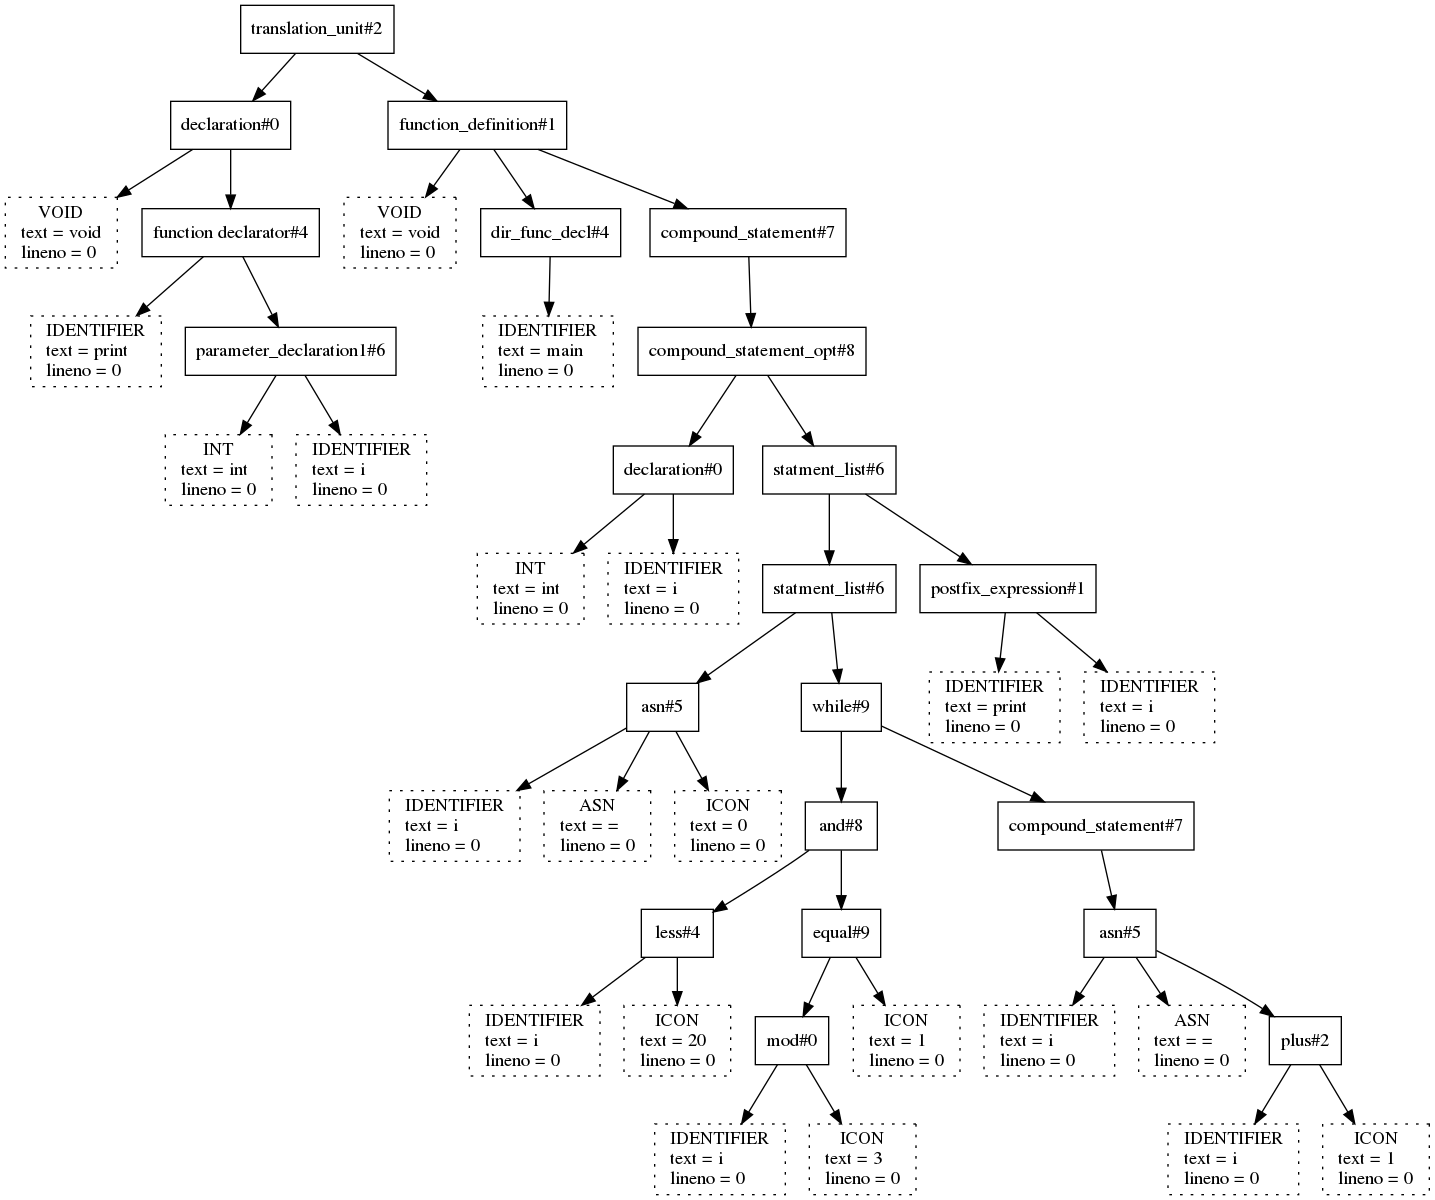 translation_unit#2
declaration#0
function_definition#1
VOID
text = void
lineno = 0
function declarator#4
VOID
text = void
lineno = 0
dir_func_decl#4
compound_statement#7
IDENTIFIER
text = print
lineno = 0
parameter_declaration1#6
IDENTIFIER
text = main
lineno = 0
compound_statement_opt#8
INT
text = int
lineno = 0
IDENTIFIER
text = i
lineno = 0
declaration#0
statment_list#6
INT
text = int
lineno = 0
IDENTIFIER
text = i
lineno = 0
statment_list#6
postfix_expression#1
asn#5
while#9
IDENTIFIER
text = print
lineno = 0
IDENTIFIER
text = i
lineno = 0
IDENTIFIER
text = i
lineno = 0
ASN
text = =
lineno = 0
ICON
text = 0
lineno = 0
and#8
compound_statement#7
less#4
equal#9
asn#5
IDENTIFIER
text = i
lineno = 0
ICON
text = 20
lineno = 0
mod#0
ICON
text = 1
lineno = 0
IDENTIFIER
text = i
lineno = 0
ASN
text = =
lineno = 0
plus#2
IDENTIFIER
text = i
lineno = 0
ICON
text = 3
lineno = 0
IDENTIFIER
text = i
lineno = 0
ICON
text = 1
lineno = 0